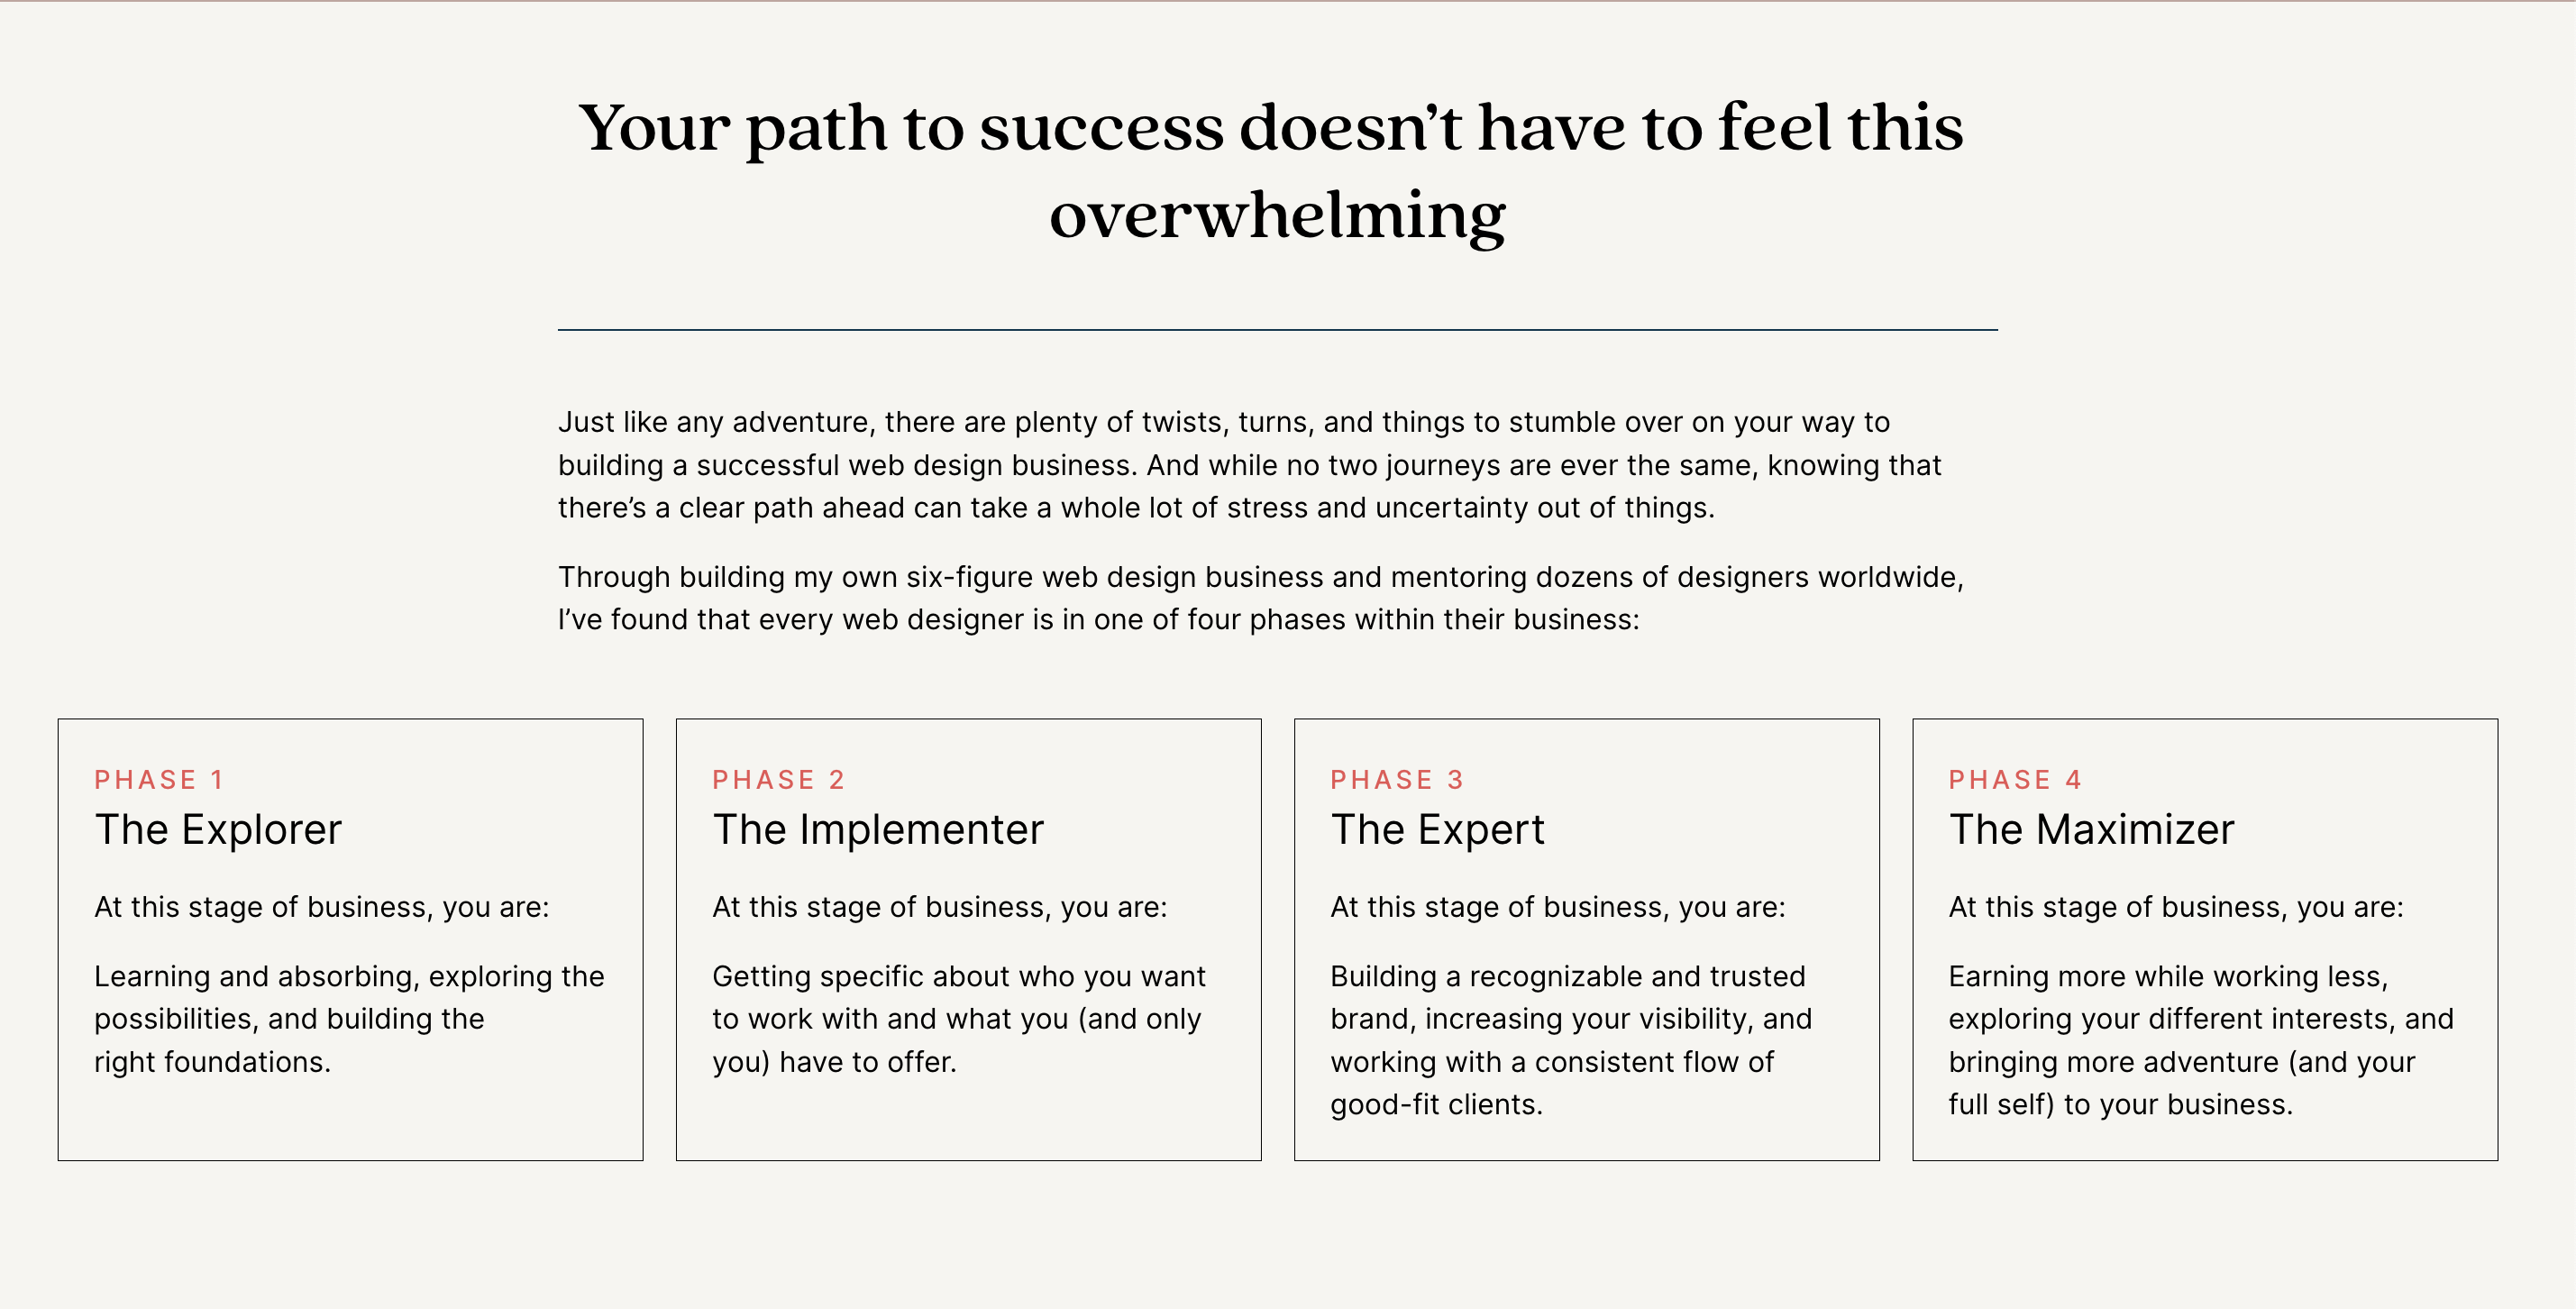 Your path to success doesn’t have to feel this
overwhelming
Just like any adventure, there are plenty of twists, turns, and things to stumble over on your way to
building a successful web design business. And while no two journeys are ever the same, knowing that
there’s a clear path ahead can take a whole lot of stress and uncertainty out of things.
Through building my own six-figure web design business and mentoring dozens of designers worldwide,
I’ve found that every web designer is in one of four phases within their business:
PHASE 1
The Explorer
At this stage of business, you are:
Learning and absorbing, exploring the
possibilities, and building the
right foundations.
PHASE 2
The Implementer
At this stage of business, you are:
Getting specific about who you want
to work with and what you (and only
you) have to offer.
PHASE 3
The Expert
At this stage of business, you are:
Building a recognizable and trusted
brand, increasing your visibility, and
working with a consistent flow of
good-fit clients.
PHASE 4
The Maximizer
At this stage of business, you are:
Earning more while working less,
exploring your different interests, and
bringing more adventure (and your
full self) to your business.